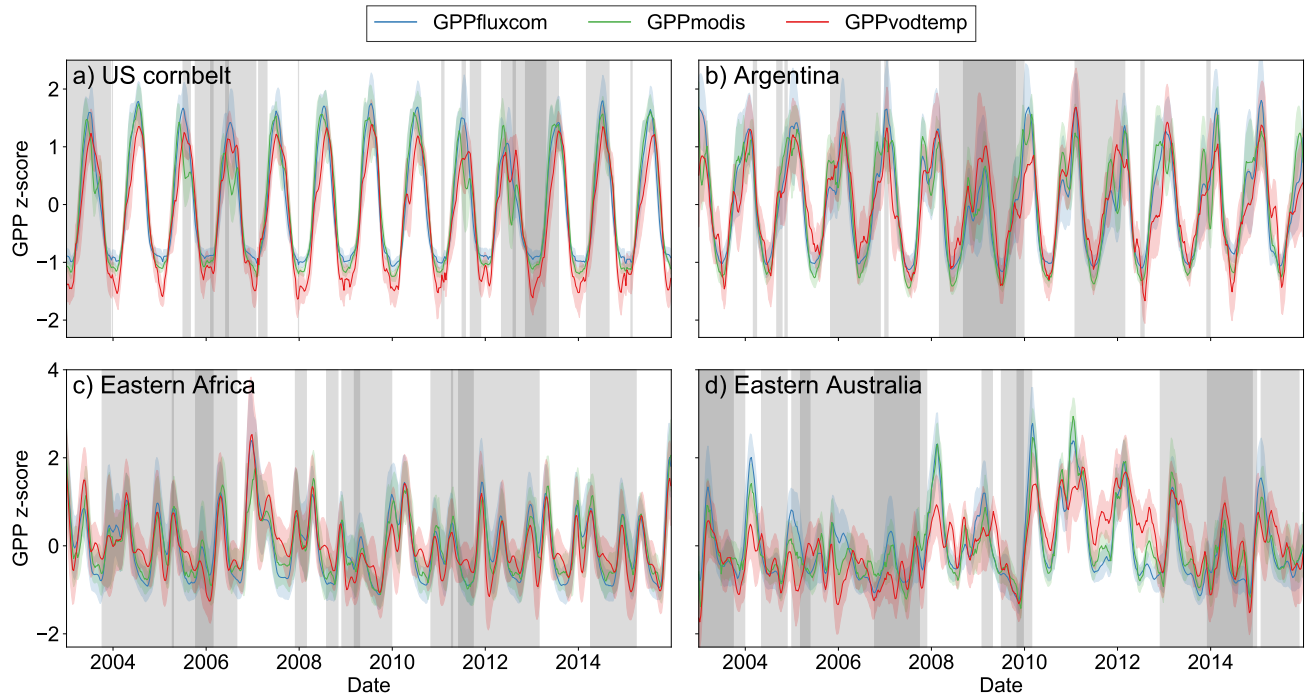 GPPfluxcom GPPmodis GPPvodtemp
a) US cornbelt b) Argentina
2
1
0
−1
−2
GPP z-score
c) Eastern Africa d) Eastern Australia
4
2
0
−2
GPP z-score
2004 2006 2008 2010 2012 2014 2004 2006 2008 2010 2012 2014
Date Date